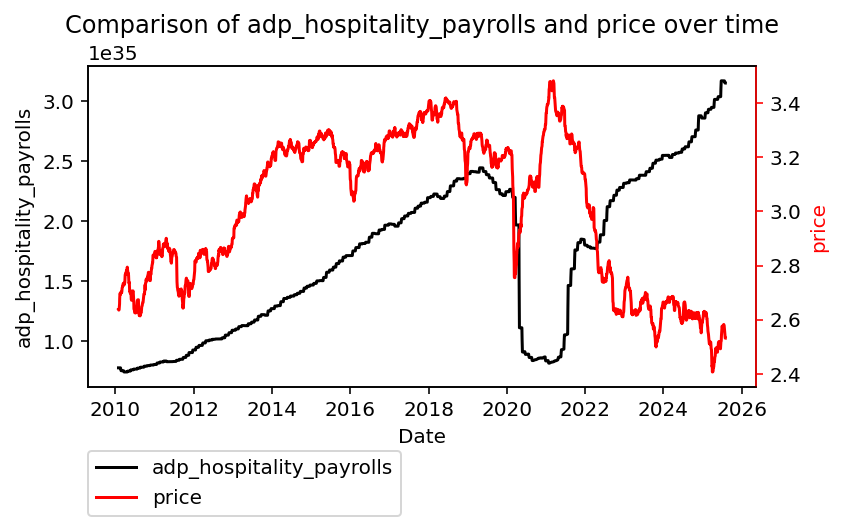 Comparison of adp_hospitality_payrolls and price over time
1e35
3.0
2.5
2.0
1.5
1.0
adp_hospitality_payrolls
3.4
3.2
3.0
2.8
2.6
2.4
price
2010 2012 2014 2016 2018 2020 2022 2024 2026
Date
adp_hospitality_payrolls
price